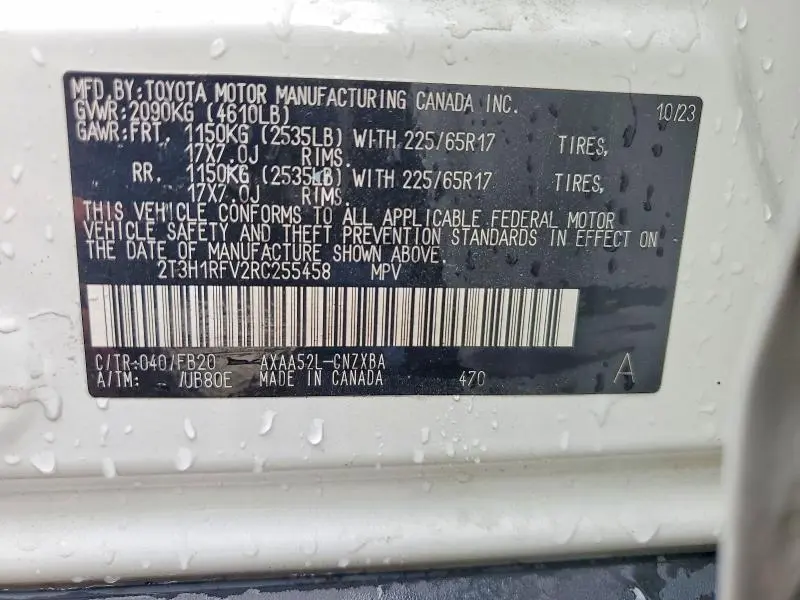 MFD.BY:TOYOTA MOTOR MANUFACTURING CANADA INC. 10/23
GVWR:2090KG (4610LB)
GAWR:FRT. 1150KG (2535LB) WITH 225/65R17 TIRES,
17X7.0J RIMS.
RR. 1150KG (2535LB) WITH 225/65R17 TIRES,
17X7.0J RIMS.
THIS VEHICLE CONFORMS TO ALL APPLICABLE FEDERAL MOTOR
VEHICLE SAFETY AND THEFT PREVENTION STANDARDS IN EFFECT ON
THE DATE OF MANUFACTURE SHOWN ABOVE.
2T3H1RFV2RC255458 MPV
C/TR:040/FB20 AXAA52L-CNZXBA
A/TM: /UB80E MADE IN CANADA 470 A